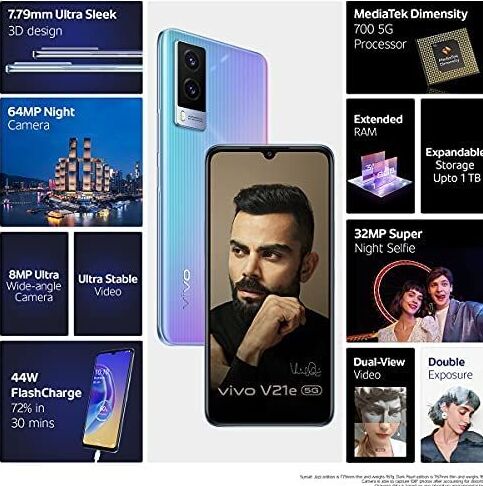 7.79mm Ultra Sleek
3D design
64MP Night
Camera
8MP Ultra
Wide-angle
Camera
Ultra Stable
Video
44W
FlashCharge
72% in
30 mins
vivo
vivo V21e 5G
MediaTek Dimensity
700 5G
Processor
MediaTek
Dimensity
Extended
RAM
Expandable
Storage
Upto 1 TB
32MP Super
Night Selfie
Dual-View
Video
Double
Exposure